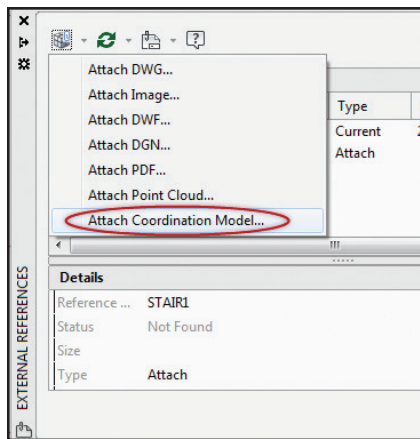 Attach DWG...
Attach Image...
Attach DWF...
Attach DGN...
Attach PDF...
Attach Point Cloud...
Attach Coordination Model...
Type
Current 2
Attach
Details
Reference ... STAIR1
Status Not Found
Size
Type Attach
EXTERNAL REFERENCES